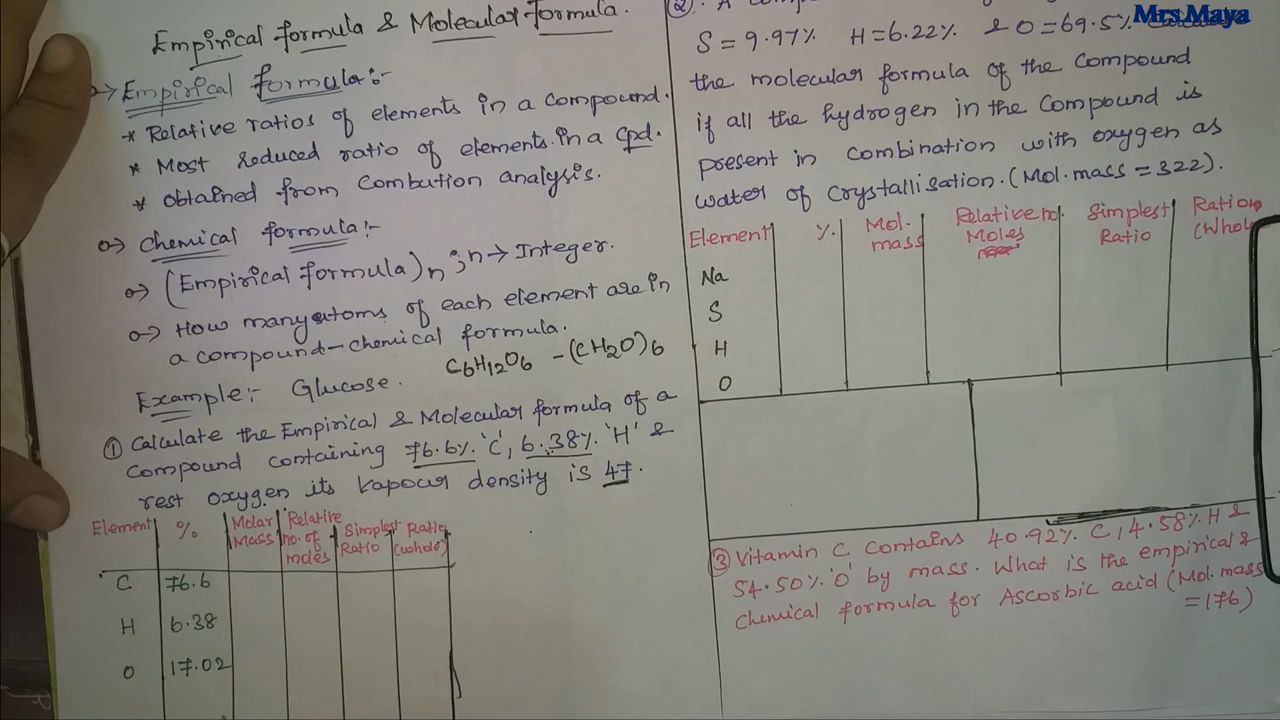 Empirical formula & Molecular formula.
Empirical formula:-
* Relative ratios of elements in a compound.
* Most reduced ratio of elements in a cpd.
* Obtained from Combution analysis.
Chemical formula:-
(Empirical formula)n ; n → Integer.
How many atoms of each element are in
a compound - chemical formula.
Example:- Glucose. C6H12O6 - (CH2O)6
① Calculate the Empirical & Molecular formula of a
Compound containing 76.6% 'C', 6.38% 'H' &
rest oxygen its Vapour density is 47.
Element % Molar Mass Relative no. of moles Simplest Ratio Ratio (whole)
C 76.6
H 6.38
O 17.02
② A
Mrs.Maya
S = 9.97% H = 6.22% & O = 69.5%
the molecular formula of the Compound
if all the hydrogen in the Compound is
present in combination with oxygen as
water of Crystallisation. (Mol. mass = 322).
Element % Mol. mass Relative no. Moles Simplest Ratio Ratio (Whole
Na
S
H
O
③ Vitamin C Contains 40.92% C, 4.58% H &
54.50% 'O' by mass. What is the empirical &
Chemical formula for Ascorbic acid (Mol. mass
= 176)